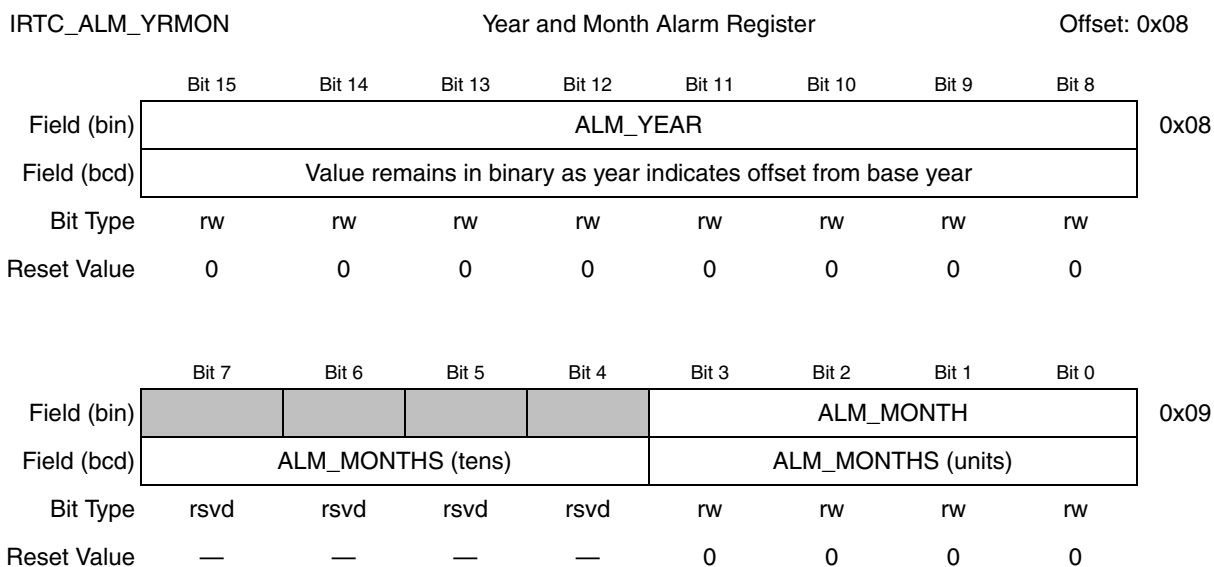 IRTC_ALM_YRMON Year and Month Alarm Register Offset: 0x08
Bit 15 Bit 14 Bit 13 Bit 12 Bit 11 Bit 10 Bit 9 Bit 8
Field (bin) ALM_YEAR 0x08
Field (bcd) Value remains in binary as year indicates offset from base year
Bit Type rw rw rw rw rw rw rw rw
Reset Value 0 0 0 0 0 0 0 0
Bit 7 Bit 6 Bit 5 Bit 4 Bit 3 Bit 2 Bit 1 Bit 0
Field (bin) ALM_MONTH 0x09
Field (bcd) ALM_MONTHS (tens) ALM_MONTHS (units)
Bit Type rsvd rsvd rsvd rsvd rw rw rw rw
Reset Value — — — — 0 0 0 0